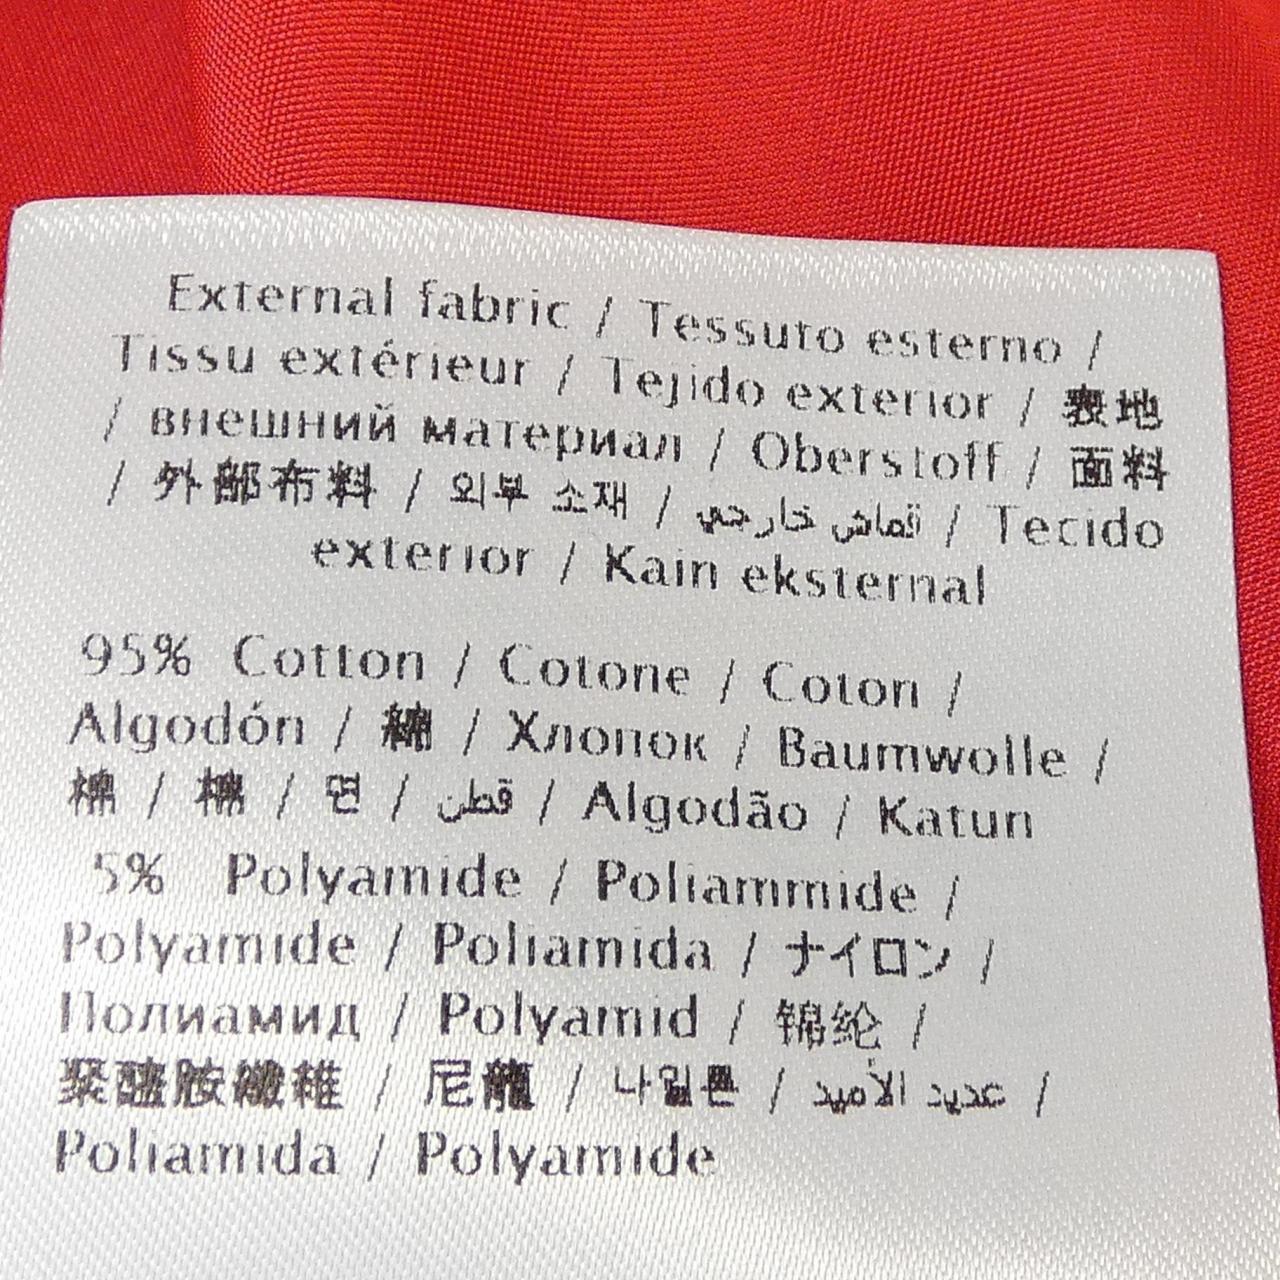 External fabric / Tessuto esterno /
Tissu extérieur / Tejido exterior / 表地
/ внешний материал / Oberstoff / 面料
/ 外部布料 / 외부 소재 / قماش خارجي / Tecido
exterior / Kain eksternal
95% Cotton / Cotone / Coton /
Algodón / 綿 / Хлопок / Baumwolle /
棉 / 棉 / 면 / قطن / Algodão / Katun
5% Polyamide / Poliammide /
Polyamide / Poliamida / ナイロン /
Полиамид / Polyamid / 锦纶 /
聚醯胺纖維 / 尼龍 / 나일론 / عديد الأميد /
Poliamida / Polyamide